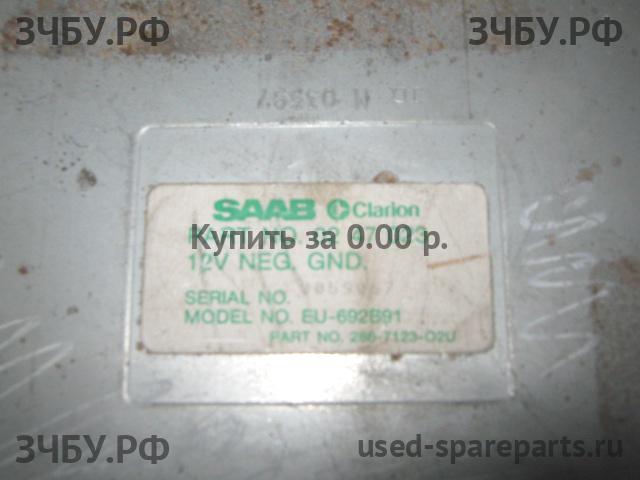 ЗЧБУ.РФ
ЗЧБУ.РФ
SAAB Clarion
Купить за 0.00 р.
12V NEG. GND.
SERIAL NO.
MODEL NO. EU-692B91
PART NO. 286-7123-02U
ЗЧБУ.РФ
used-spareparts.ru